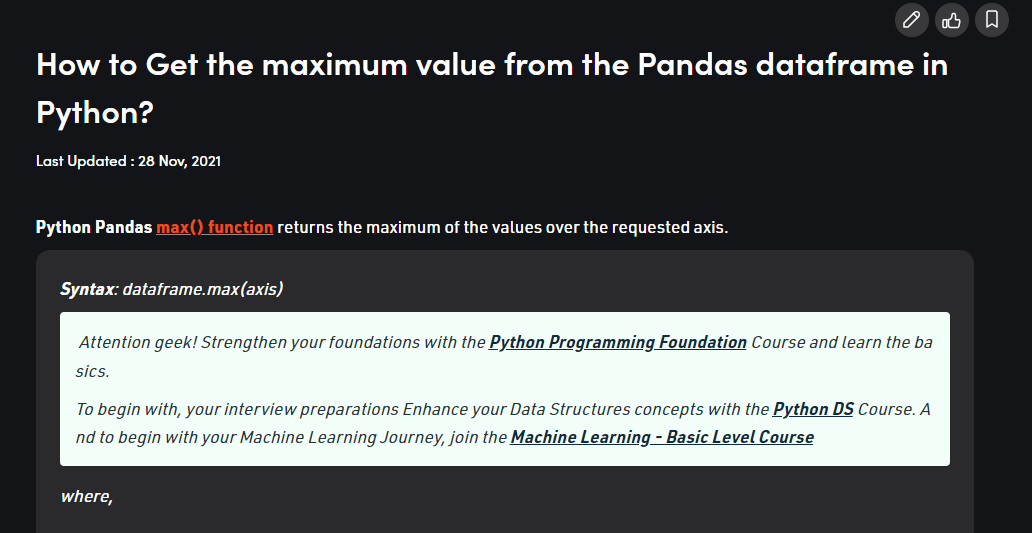 How to Get the maximum value from the Pandas dataframe in
Python?
Last Updated : 28 Nov, 2021
Python Pandas max() function returns the maximum of the values over the requested axis.
Syntax: dataframe.max(axis)
Attention geek! Strengthen your foundations with the Python Programming Foundation Course and learn the ba
sics.
To begin with, your interview preparations Enhance your Data Structures concepts with the Python DS Course. A
nd to begin with your Machine Learning Journey, join the Machine Learning - Basic Level Course
where,